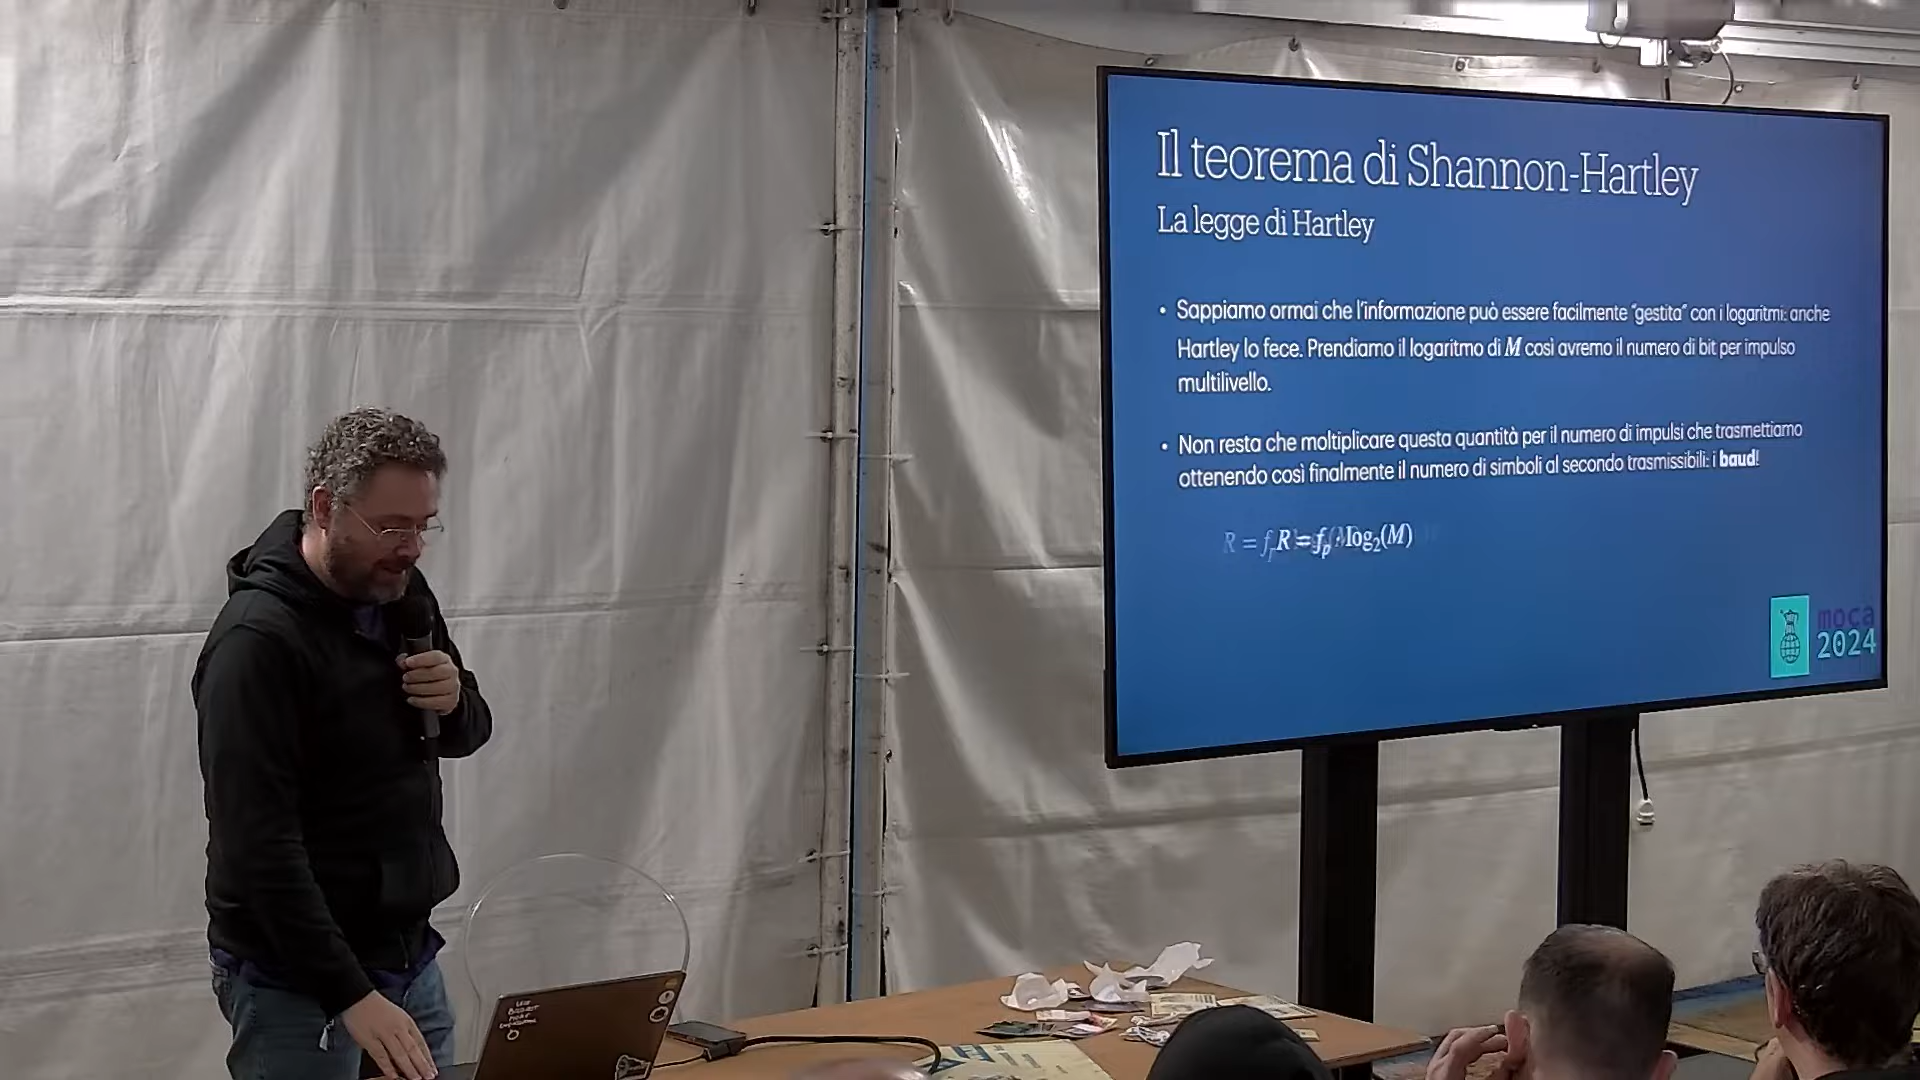 Il teorema di Shannon-Hartley
La legge di Hartley
• Sappiamo ormai che l'informazione può essere facilmente "gestita" con i logaritmi: anche
Hartley lo fece. Prendiamo il logaritmo di M così avremo il numero di bit per impulso
multilivello.
• Non resta che moltiplicare questa quantità per il numero di impulsi che trasmettiamo
ottenendo così finalmente il numero di simboli al secondo trasmissibili: i baud!
R = fₚ log₂(M)
moca
2024